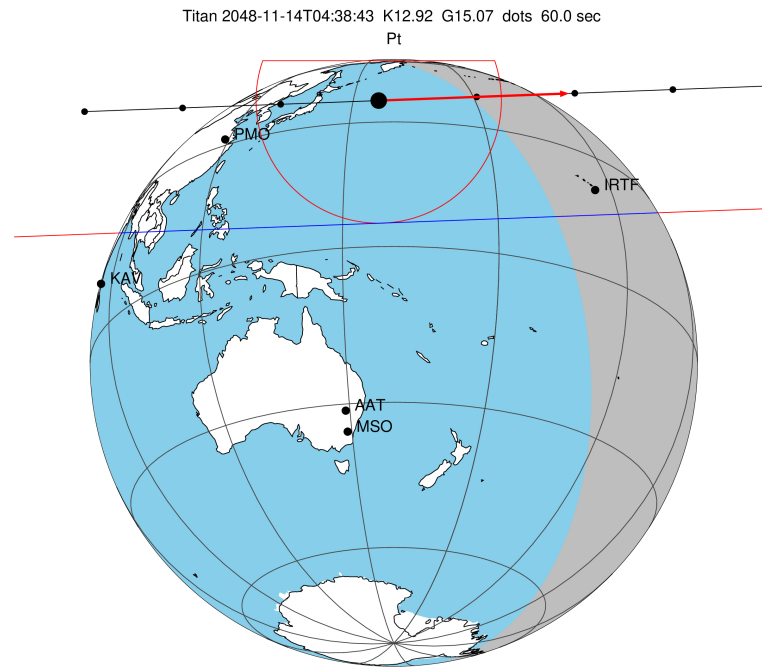 Titan 2048-11-14T04:38:43 K12.92 G15.07 dots 60.0 sec
Pt
PMO
IRTF
KAV
AAT
MSO